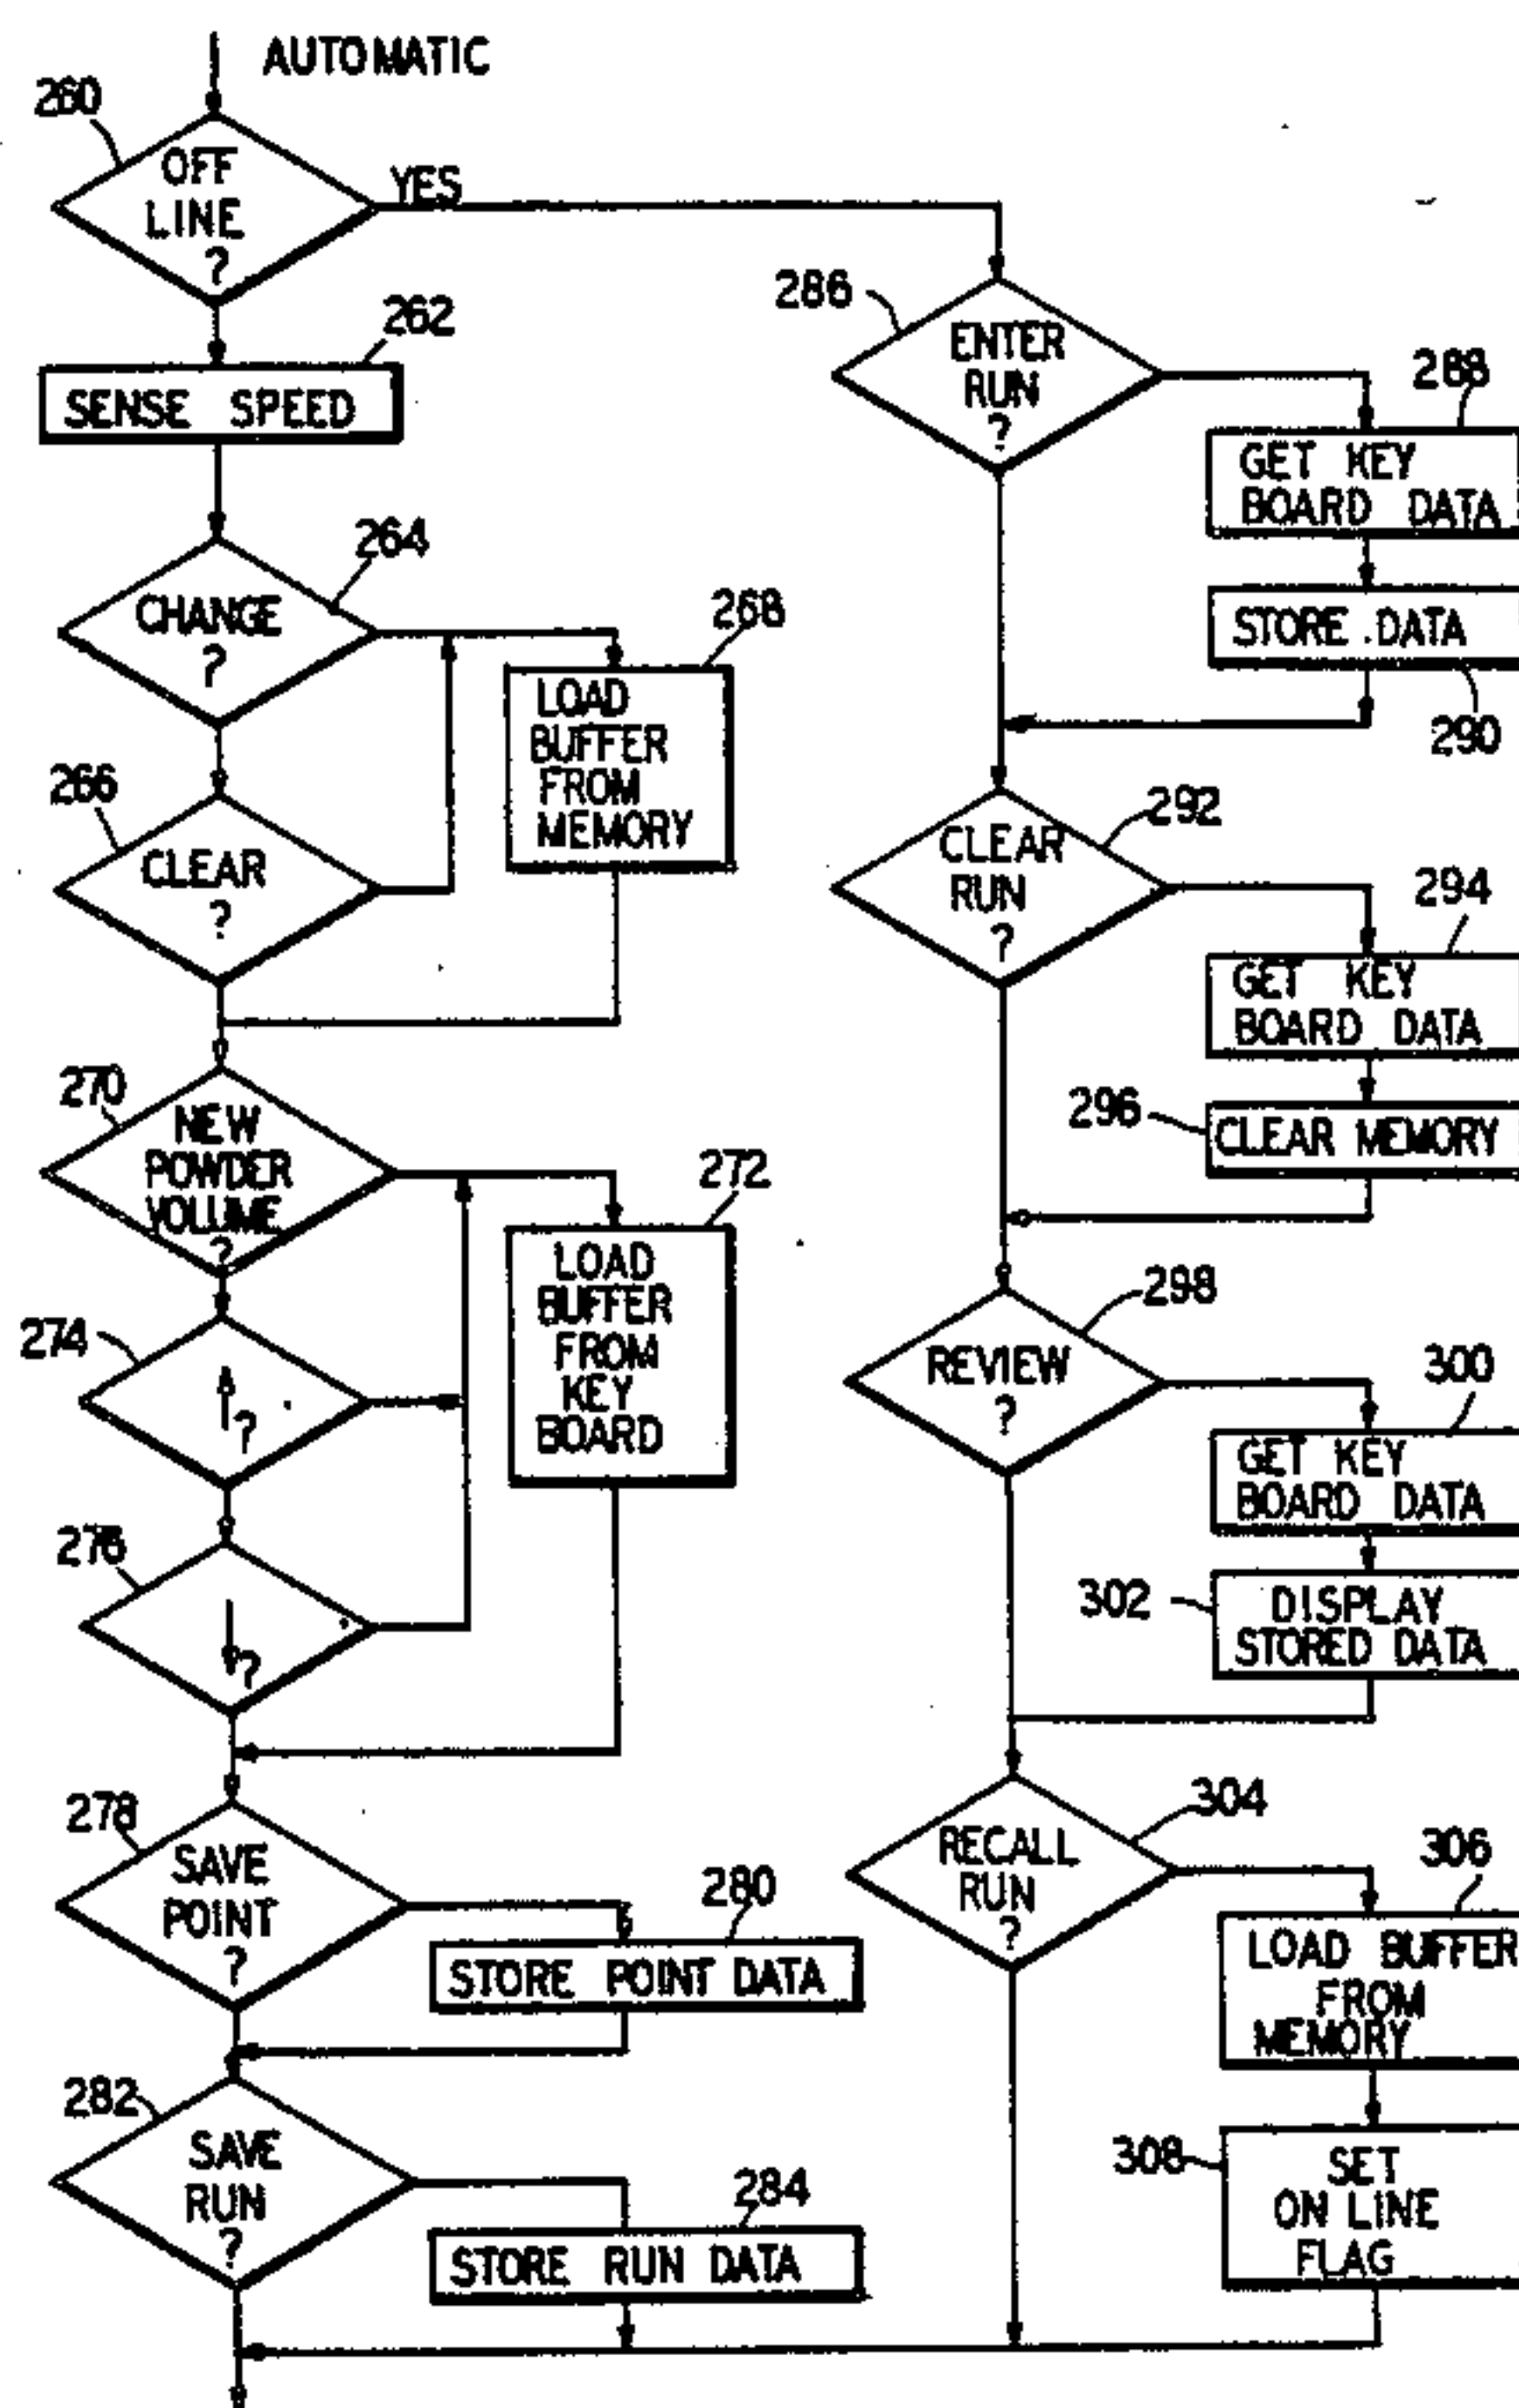 AUTOMATIC
260
OFF
LINE
?
YES
262
SENSE SPEED
264
CHANGE
?
268
LOAD
BUFFER
FROM
MEMORY
266
CLEAR
?
270
NEW
POWDER
VOLUME
?
272
LOAD
BUFFER
FROM
KEY
BOARD
274
↑?
276
↓?
278
SAVE
POINT
?
280
STORE POINT DATA
282
SAVE
RUN
?
284
STORE RUN DATA
286
ENTER
RUN
?
288
GET KEY
BOARD DATA
STORE DATA
290
292
CLEAR
RUN
?
294
GET KEY
BOARD DATA
296
CLEAR MEMORY
298
REVIEW
?
300
GET KEY
BOARD DATA
302
DISPLAY
STORED DATA
304
RECALL
RUN
?
306
LOAD BUFFER
FROM
MEMORY
308
SET
ON LINE
FLAG